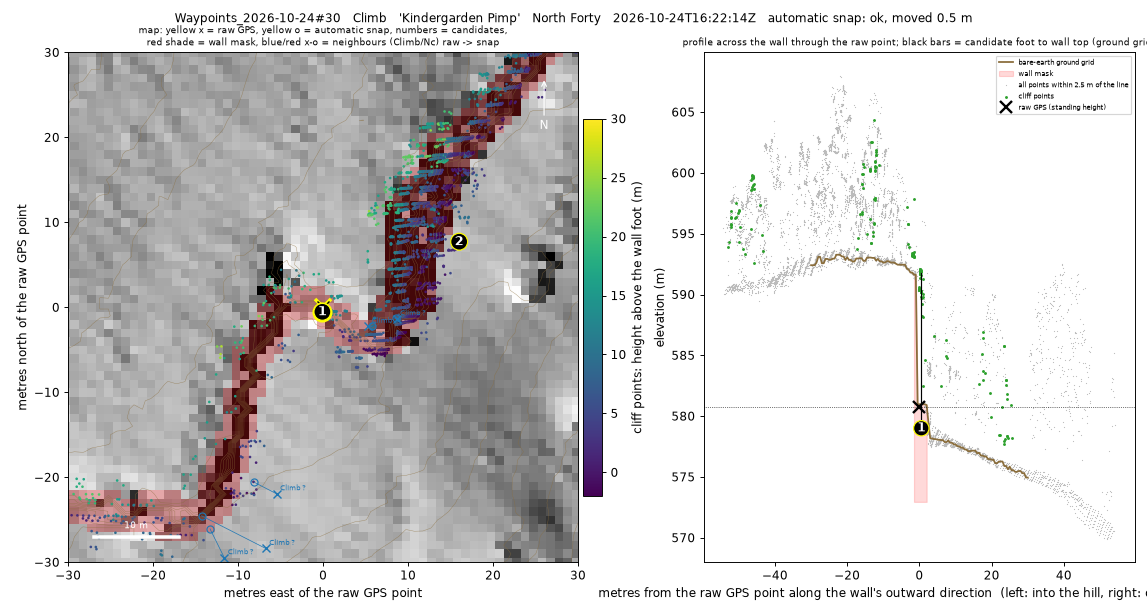 Waypoints_2026-10-24#30 Climb 'Kindergarden Pimp' North Forty 2026-10-24T16:22:14Z automatic snap: ok, moved 0.5 m
map: yellow x = raw GPS, yellow o = automatic snap, numbers = candidates,
red shade = wall mask, blue/red x-o = neighbours (Climb/Nc) raw -> snap
profile across the wall through the raw point; black bars = candidate foot to wall top (ground gri
30
20
10
0
−10
−20
−30
−30
−20
−10
0
10
20
30
metres north of the raw GPS point
metres east of the raw GPS point
N
1
2
Climb?
Climb?
Climb?
10 m
30
25
20
15
10
5
0
cliff points: height above the wall foot (m)
bare-earth ground grid
wall mask
all points within 2.5 m of the line
cliff points
raw GPS (standing height)
605
600
595
590
585
580
575
570
elevation (m)
1
−40
−20
0
20
40
metres from the raw GPS point along the wall's outward direction (left: into the hill, right: